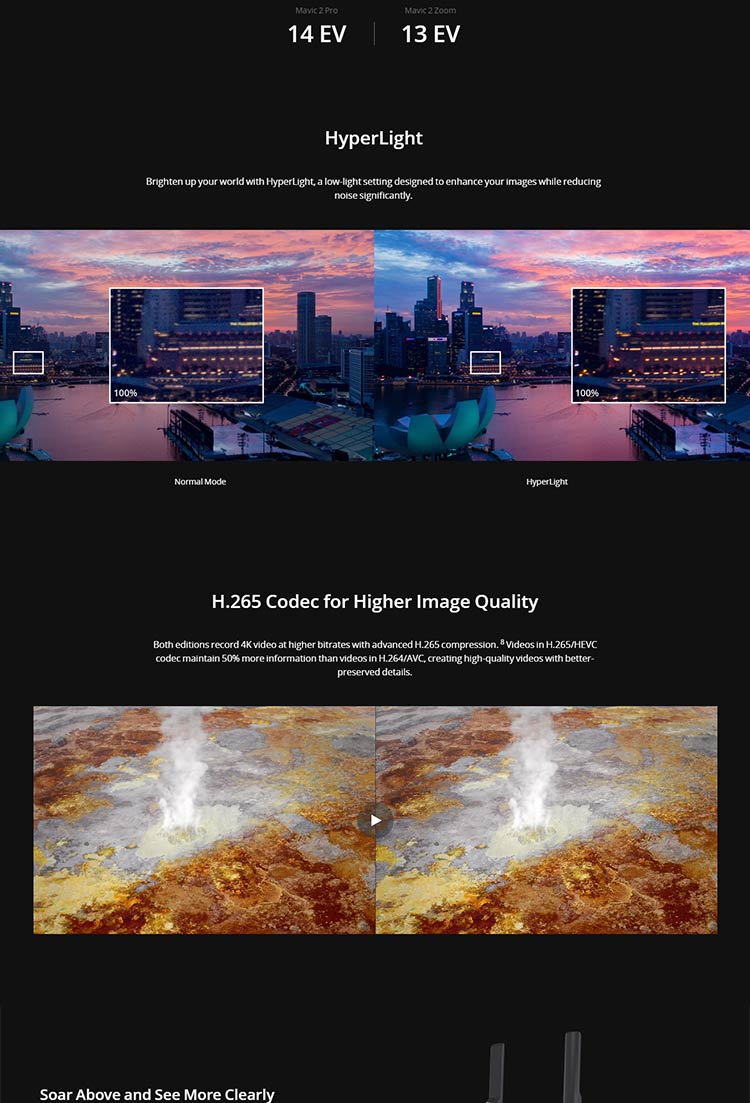 Mavic 2 Pro
Mavic 2 Zoom
14 EV
13 EV
HyperLight
Brighten up your world with HyperLight, a low-light setting designed to enhance your images while reducing
noise significantly.
100%
100%
Normal Mode
HyperLight
H.265 Codec for Higher Image Quality
Both editions record 4K video at higher bitrates with advanced H.265 compression. 8 Videos in H.265/HEVC
codec maintain 50% more information than videos in H.264/AVC, creating high-quality videos with better-
preserved details.
Soar Above and See More Clearly